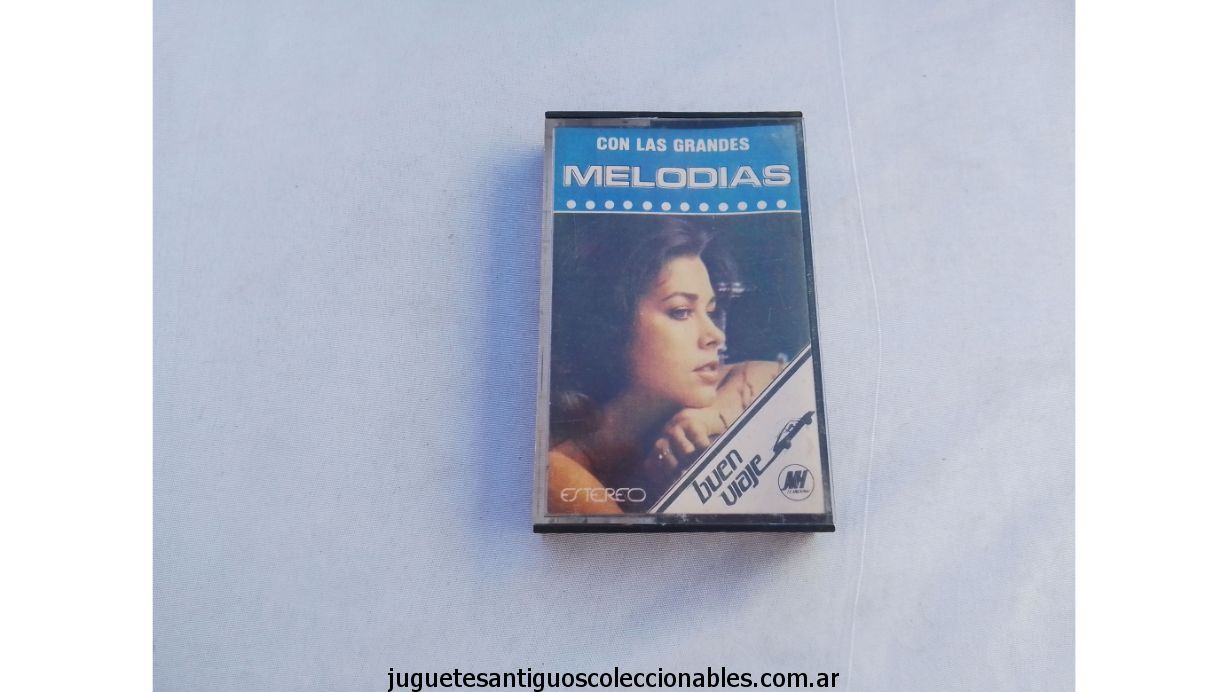 CON LAS GRANDES
MELODIAS
buen
viaje
ESTEREO
MH
juguetesantiguoscoleccionables.com.ar